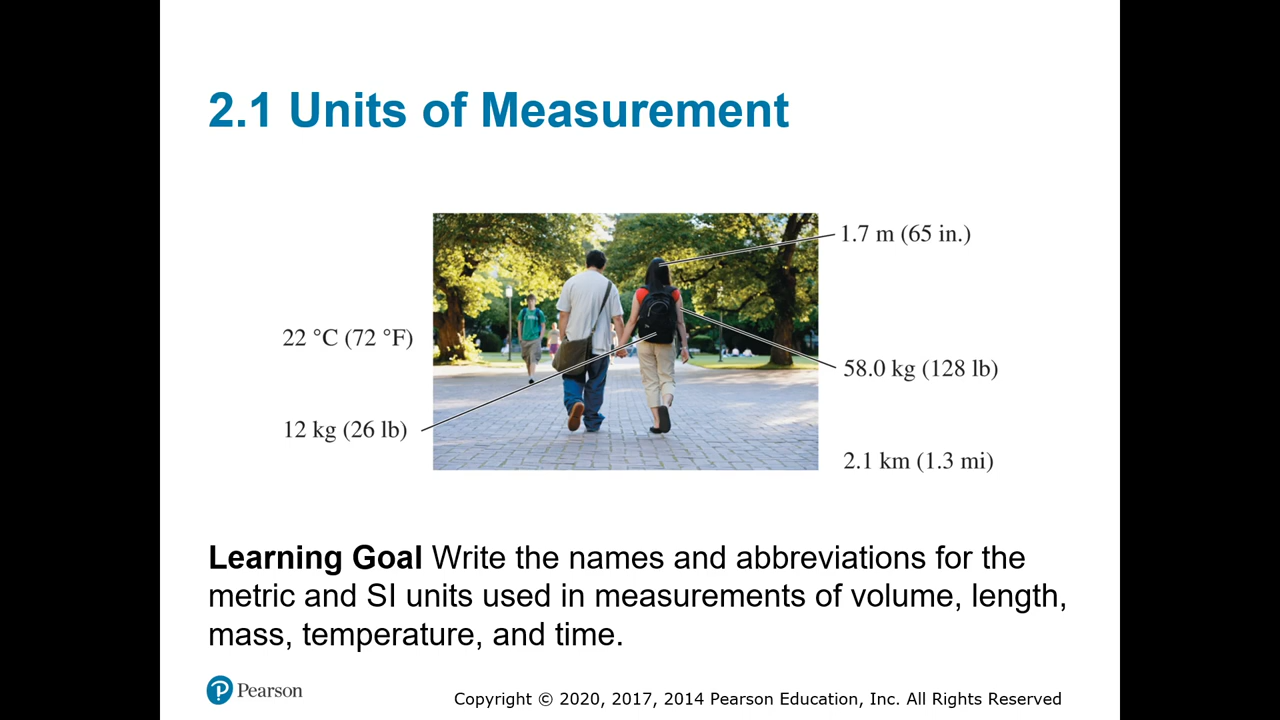 2.1 Units of Measurement
1.7 m (65 in.)
22 °C (72 °F)
58.0 kg (128 lb)
12 kg (26 lb)
2.1 km (1.3 mi)
Learning Goal Write the names and abbreviations for the
metric and SI units used in measurements of volume, length,
mass, temperature, and time.
P Pearson
Copyright © 2020, 2017, 2014 Pearson Education, Inc. All Rights Reserved